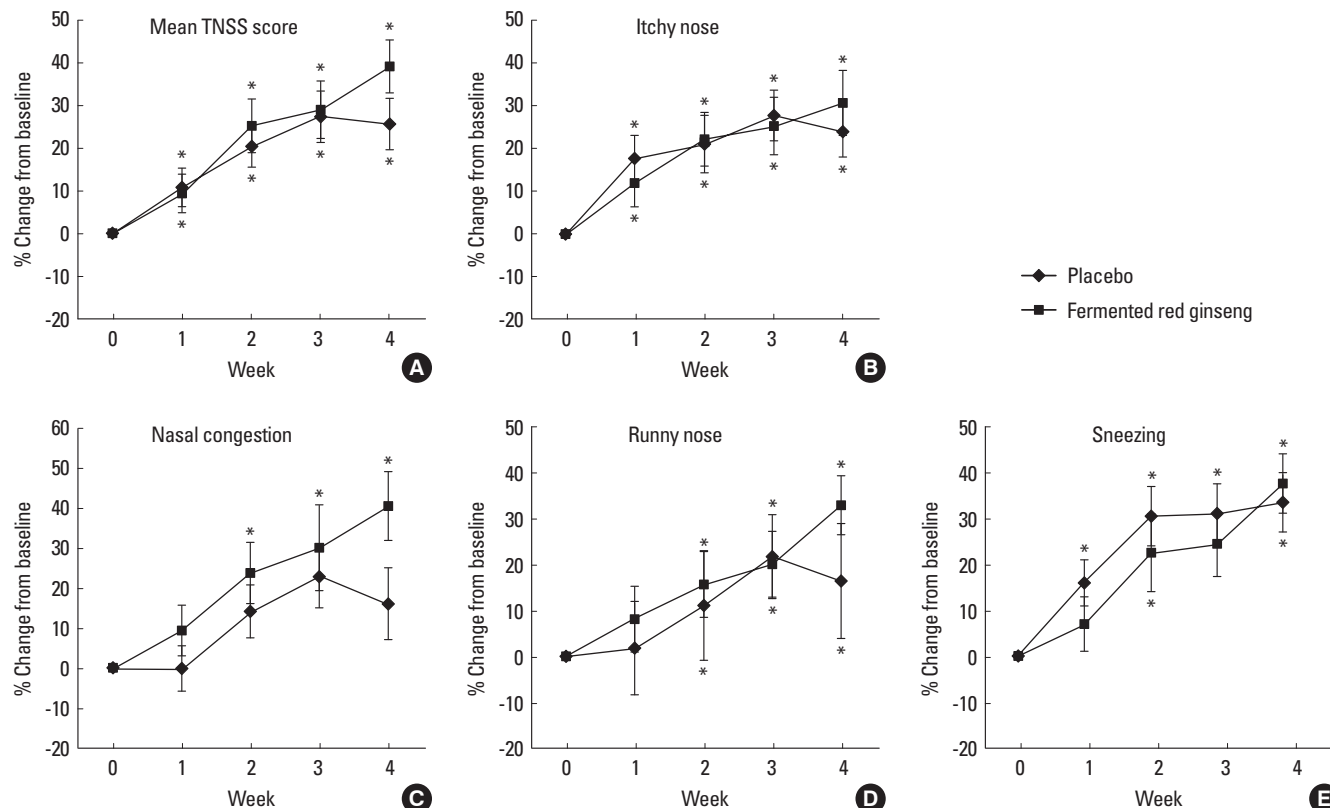 Mean TNSS score
50
40
30
20
10
0
-10
-20
% Change from baseline
* * * *
* * * *
0 1 2 3 4
Week
A
Itchy nose
50
40
30
20
10
0
-10
-20
% Change from baseline
* * * *
* * * *
0 1 2 3 4
Week
B
Placebo
Fermented red ginseng
Nasal congestion
60
50
40
30
20
10
0
-10
-20
% Change from baseline
* * *
0 1 2 3 4
Week
C
Runny nose
50
40
30
20
10
0
-10
-20
% Change from baseline
* * *
* * *
0 1 2 3 4
Week
D
Sneezing
50
40
30
20
10
0
-10
-20
% Change from baseline
* * * *
* *
0 1 2 3 4
Week
E